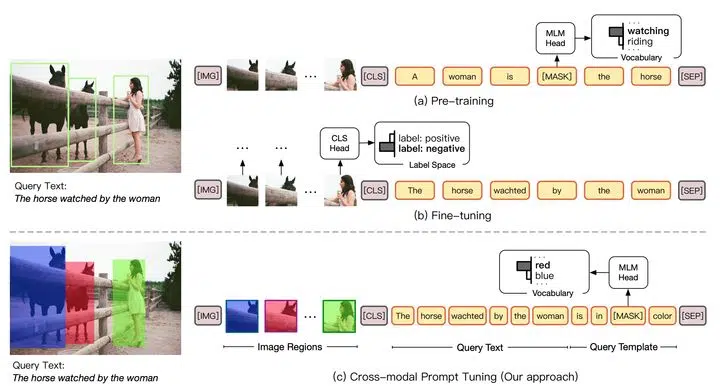 [IMG]
...
[CLS]
A
woman
is
[MASK]
the
horse
[SEP]
MLM
Head
...
watching
riding
...
Vocabulary
(a) Pre-training
Query Text:
The horse watched by the woman
...
...
CLS
Head
label: positive
label: negative
Label Space
[IMG]
...
[CLS]
The
horse
wachted
by
the
woman
[SEP]
(b) Fine-tuning
...
red
blue
...
Vocabulary
MLM
Head
[IMG]
...
[CLS]
The
horse
wachted
by
the
woman
is
in
[MASK]
color
[SEP]
Image Regions
Query Text
Query Template
Query Text:
The horse watched by the woman
(c) Cross-modal Prompt Tuning (Our approach)